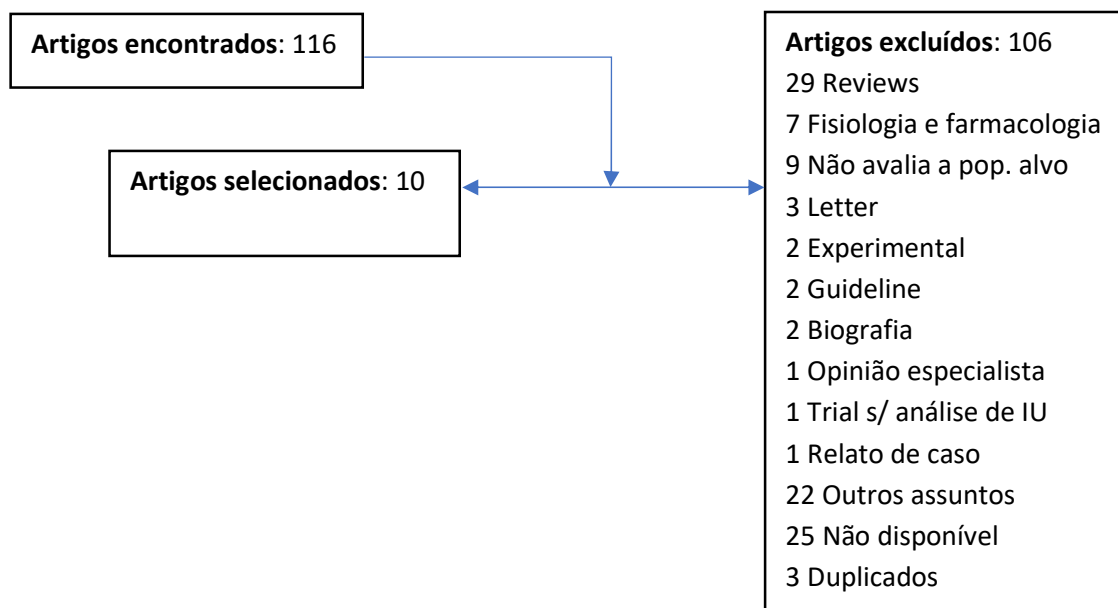 Artigos encontrados: 116
Artigos selecionados: 10
Artigos excluídos: 106
29 Reviews
7 Fisiologia e farmacologia
9 Não avalia a pop. alvo
3 Letter
2 Experimental
2 Guideline
2 Biografia
1 Opinião especialista
1 Trial s/ análise de IU
1 Relato de caso
22 Outros assuntos
25 Não disponível
3 Duplicados